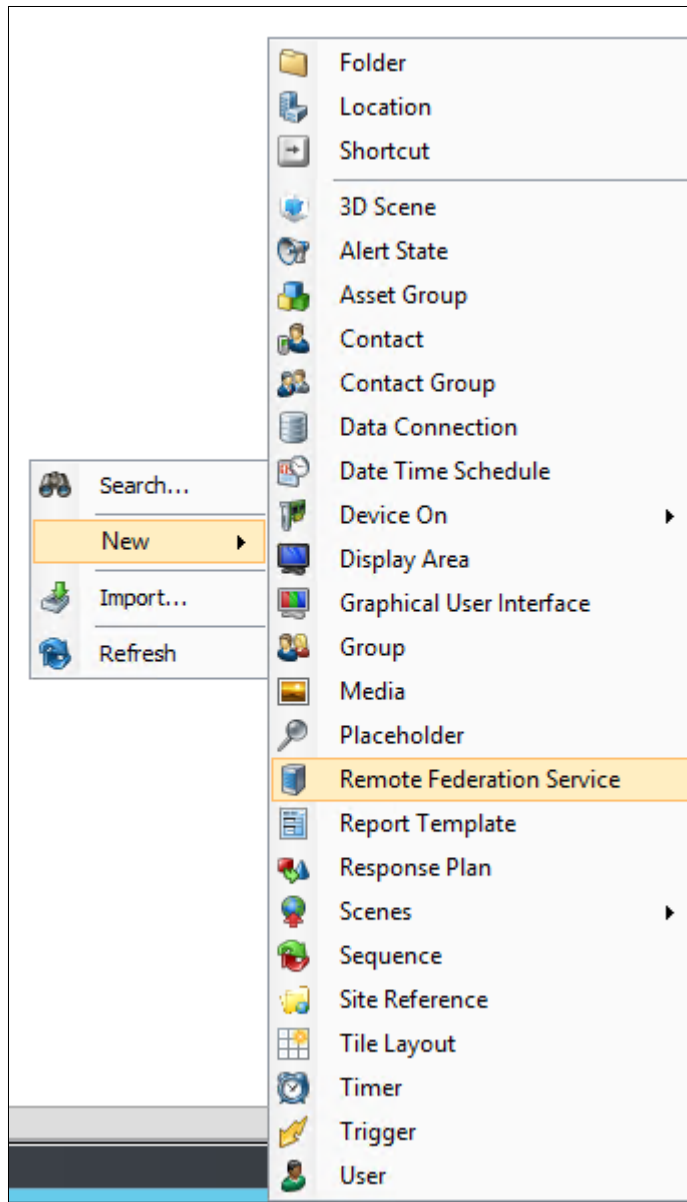 Search...
New
Import...
Refresh
Folder
Location
Shortcut
3D Scene
Alert State
Asset Group
Contact
Contact Group
Data Connection
Date Time Schedule
Device On
Display Area
Graphical User Interface
Group
Media
Placeholder
Remote Federation Service
Report Template
Response Plan
Scenes
Sequence
Site Reference
Tile Layout
Timer
Trigger
User